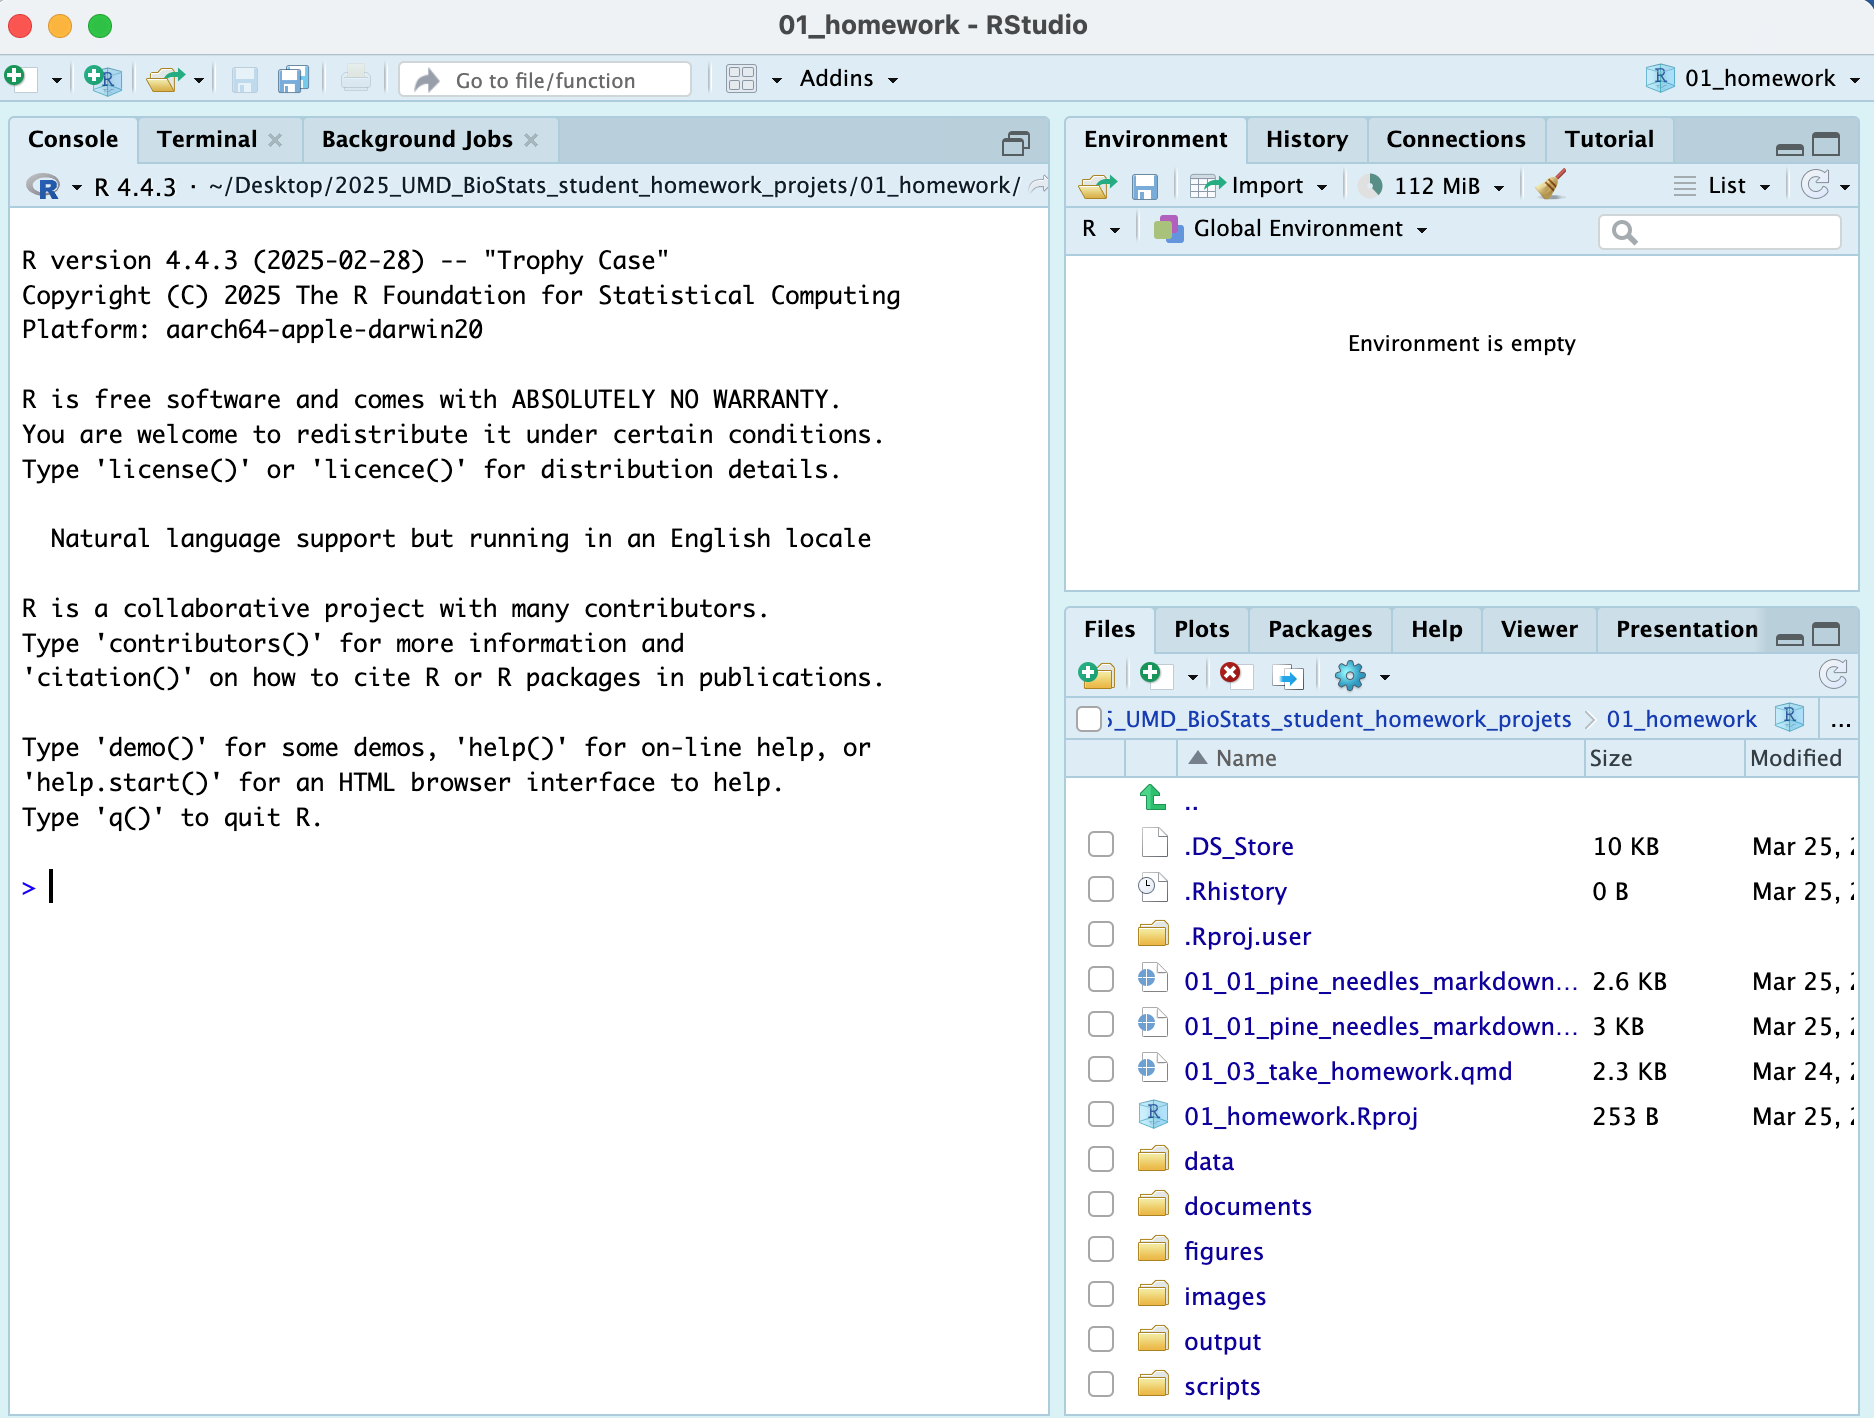 01_homework - RStudio
Go to file/function
Addins
01_homework
Console
Terminal
Background Jobs
R 4.4.3 · ~/Desktop/2025_UMD_BioStats_student_homework_projets/01_homework/
R version 4.4.3 (2025-02-28) -- "Trophy Case"
Copyright (C) 2025 The R Foundation for Statistical Computing
Platform: aarch64-apple-darwin20
R is free software and comes with ABSOLUTELY NO WARRANTY.
You are welcome to redistribute it under certain conditions.
Type 'license()' or 'licence()' for distribution details.
Natural language support but running in an English locale
R is a collaborative project with many contributors.
Type 'contributors()' for more information and
'citation()' on how to cite R or R packages in publications.
Type 'demo()' for some demos, 'help()' for on-line help, or
'help.start()' for an HTML browser interface to help.
Type 'q()' to quit R.
>
Environment
History
Connections
Tutorial
Import
112 MiB
List
R
Global Environment
Environment is empty
Files
Plots
Packages
Help
Viewer
Presentation
_UMD_BioStats_student_homework_projets
01_homework
...
Name Size Modified
..
.DS_Store 10 KB Mar 25,
.Rhistory 0 B Mar 25,
.Rproj.user
01_01_pine_needles_markdown... 2.6 KB Mar 25,
01_01_pine_needles_markdown... 3 KB Mar 25,
01_03_take_homework.qmd 2.3 KB Mar 24,
01_homework.Rproj 253 B Mar 25,
data
documents
figures
images
output
scripts